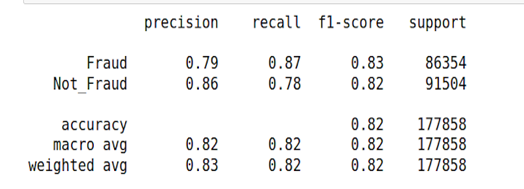 precision recall f1-score support
Fraud 0.79 0.87 0.83 86354
Not_Fraud 0.86 0.78 0.82 91504
accuracy 0.82 177858
macro avg 0.82 0.82 0.82 177858
weighted avg 0.83 0.82 0.82 177858